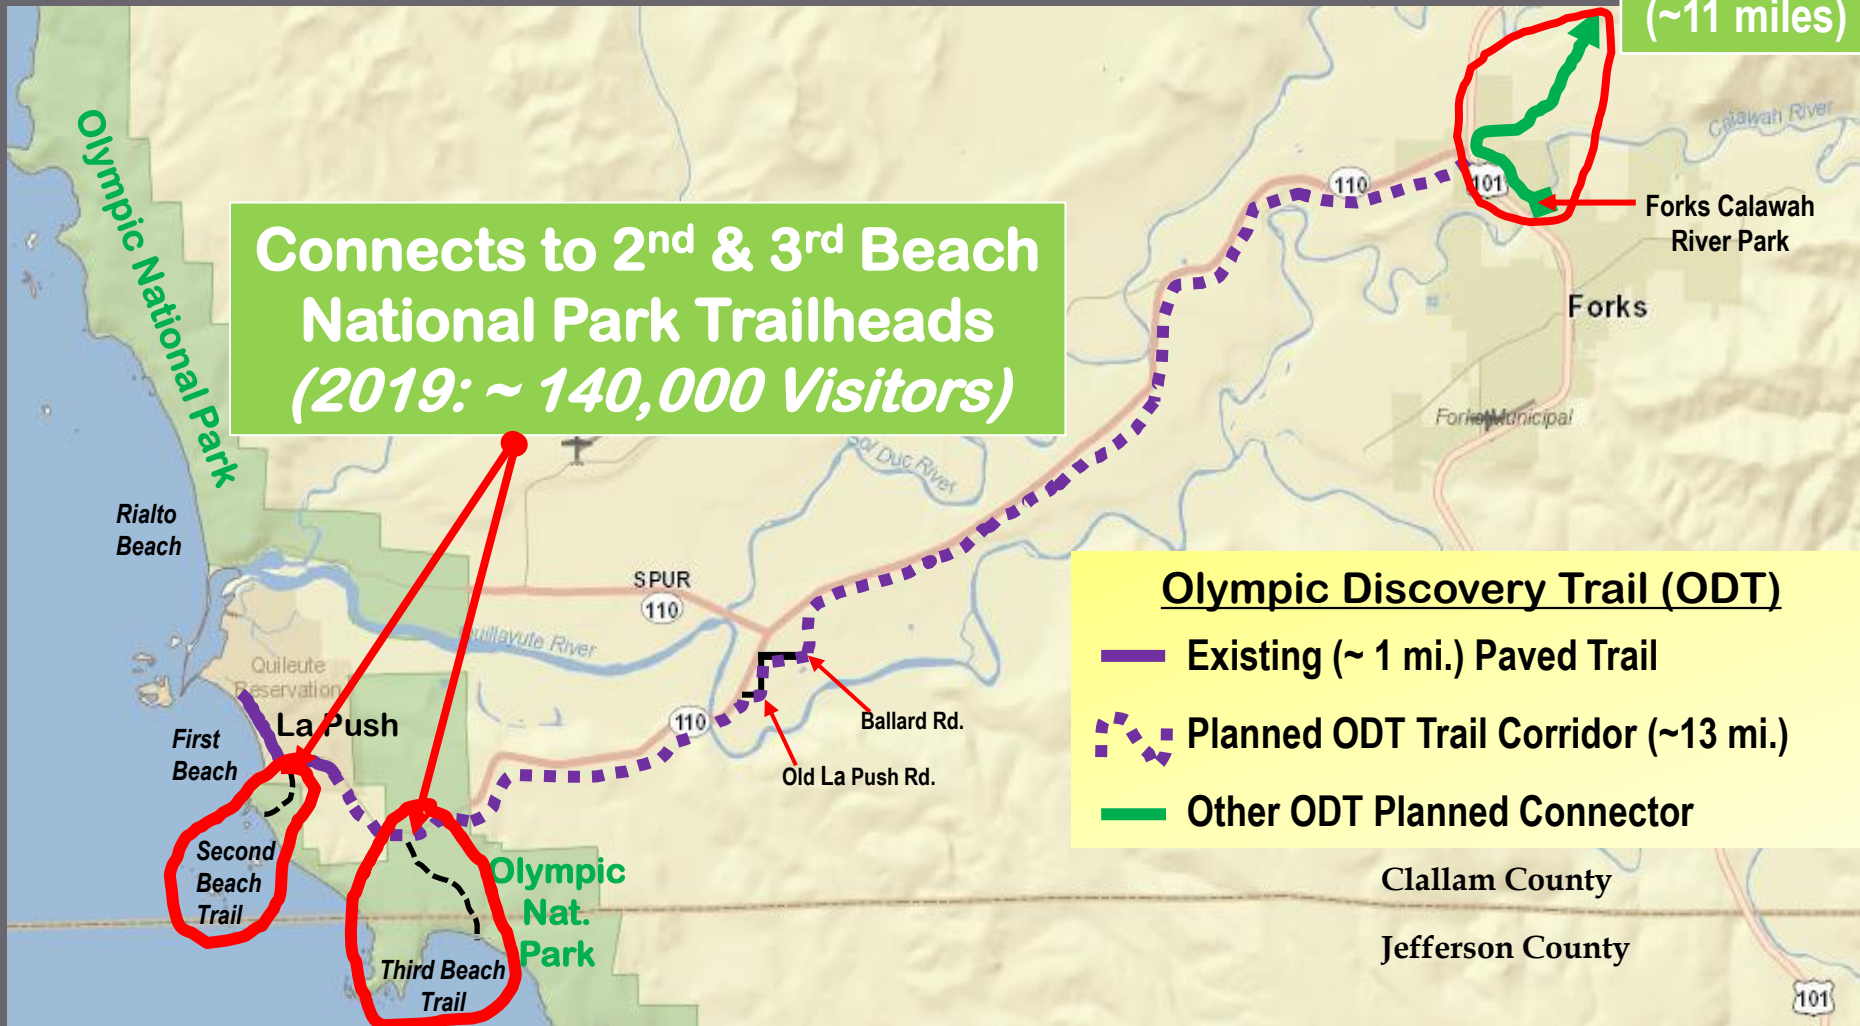 (~11 miles)
Olympic National Park
Calawah River
110
101
Forks Calawah
River Park
Connects to 2nd & 3rd Beach
National Park Trailheads
(2019: ~ 140,000 Visitors)
Forks
Forks Municipal
Sol Duc River
Rialto
Beach
SPUR
110
Quillayute River
Quileute
Reservation
La Push
First
Beach
110
Ballard Rd.
Old La Push Rd.
Second
Beach
Trail
Olympic
Nat.
Park
Third Beach
Trail
Olympic Discovery Trail (ODT)
Existing (~ 1 mi.) Paved Trail
Planned ODT Trail Corridor (~13 mi.)
Other ODT Planned Connector
Clallam County
Jefferson County
101